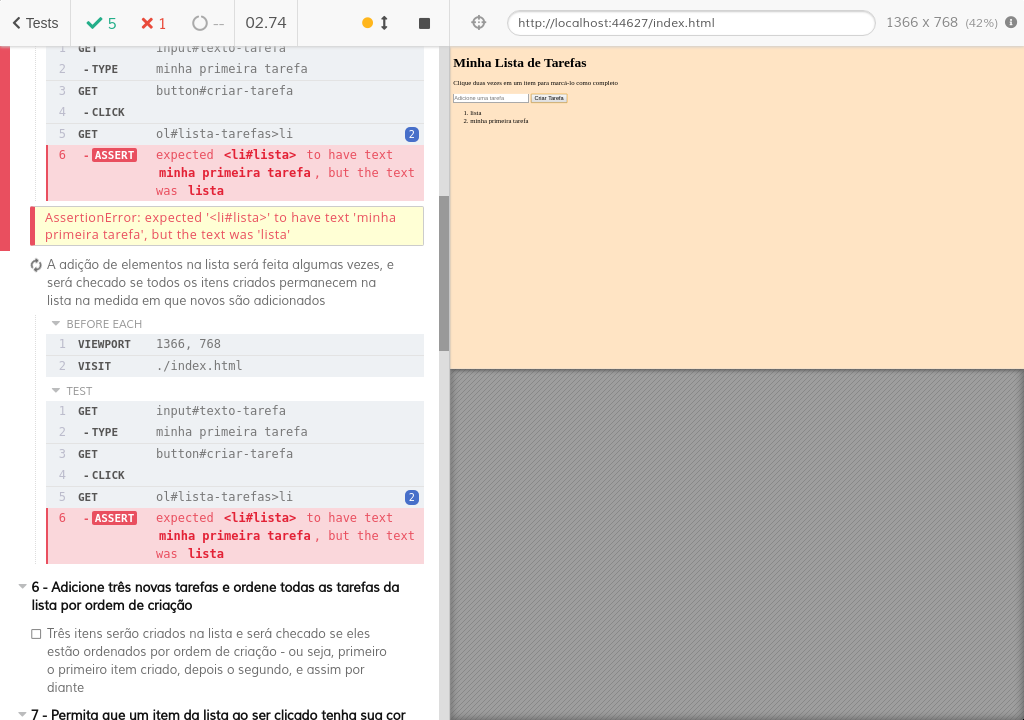 Tests 5 1 -- 02.74 http://localhost:44627/index.html 1366 x 768 (42%)
1 GET input#texto-tarefa
2 -TYPE minha primeira tarefa
3 GET button#criar-tarefa
4 -CLICK
5 GET ol#lista-tarefas>li 2
6 -ASSERT expected <li#lista> to have text
minha primeira tarefa, but the text
was lista
AssertionError: expected '<li#lista>' to have text 'minha
primeira tarefa', but the text was 'lista'
A adição de elementos na lista será feita algumas vezes, e
será checado se todos os itens criados permanecem na
lista na medida em que novos são adicionados
BEFORE EACH
1 VIEWPORT 1366, 768
2 VISIT ./index.html
TEST
1 GET input#texto-tarefa
2 -TYPE minha primeira tarefa
3 GET button#criar-tarefa
4 -CLICK
5 GET ol#lista-tarefas>li 2
6 -ASSERT expected <li#lista> to have text
minha primeira tarefa, but the text
was lista
6 - Adicione três novas tarefas e ordene todas as tarefas da
lista por ordem de criação
Três itens serão criados na lista e será checado se eles
estão ordenados por ordem de criação - ou seja, primeiro
o primeiro item criado, depois o segundo, e assim por
diante
7 - Permita que um item da lista ao ser clicado tenha sua cor
Minha Lista de Tarefas
Clique duas vezes em um item para marcá-lo como completo
Adicione uma tarefa Criar Tarefa
1. lista
2. minha primeira tarefa